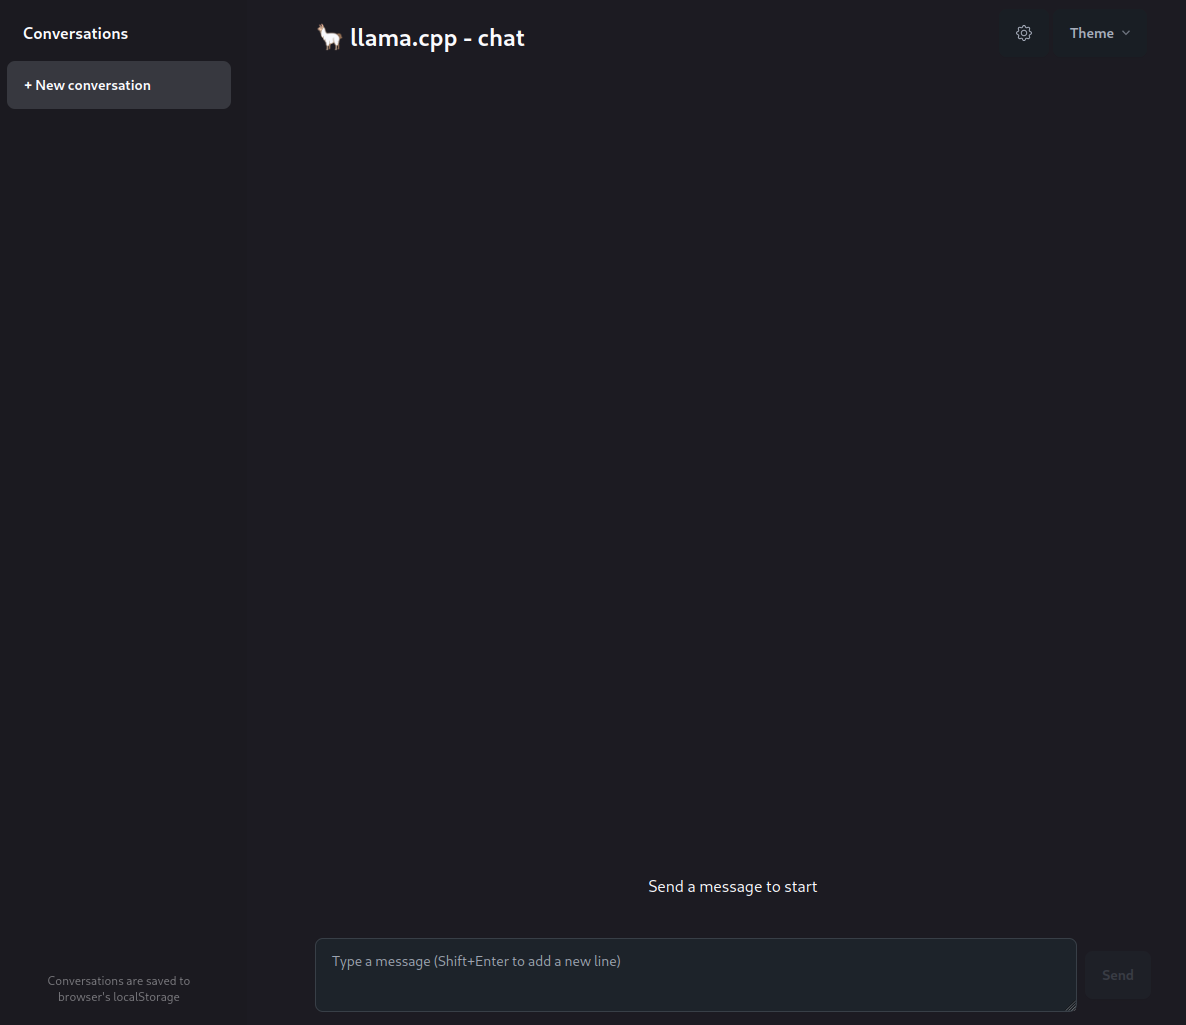 Conversations
+ New conversation
🦙 llama.cpp - chat
Theme
Send a message to start
Type a message (Shift+Enter to add a new line)
Send
Conversations are saved to
browser's localStorage